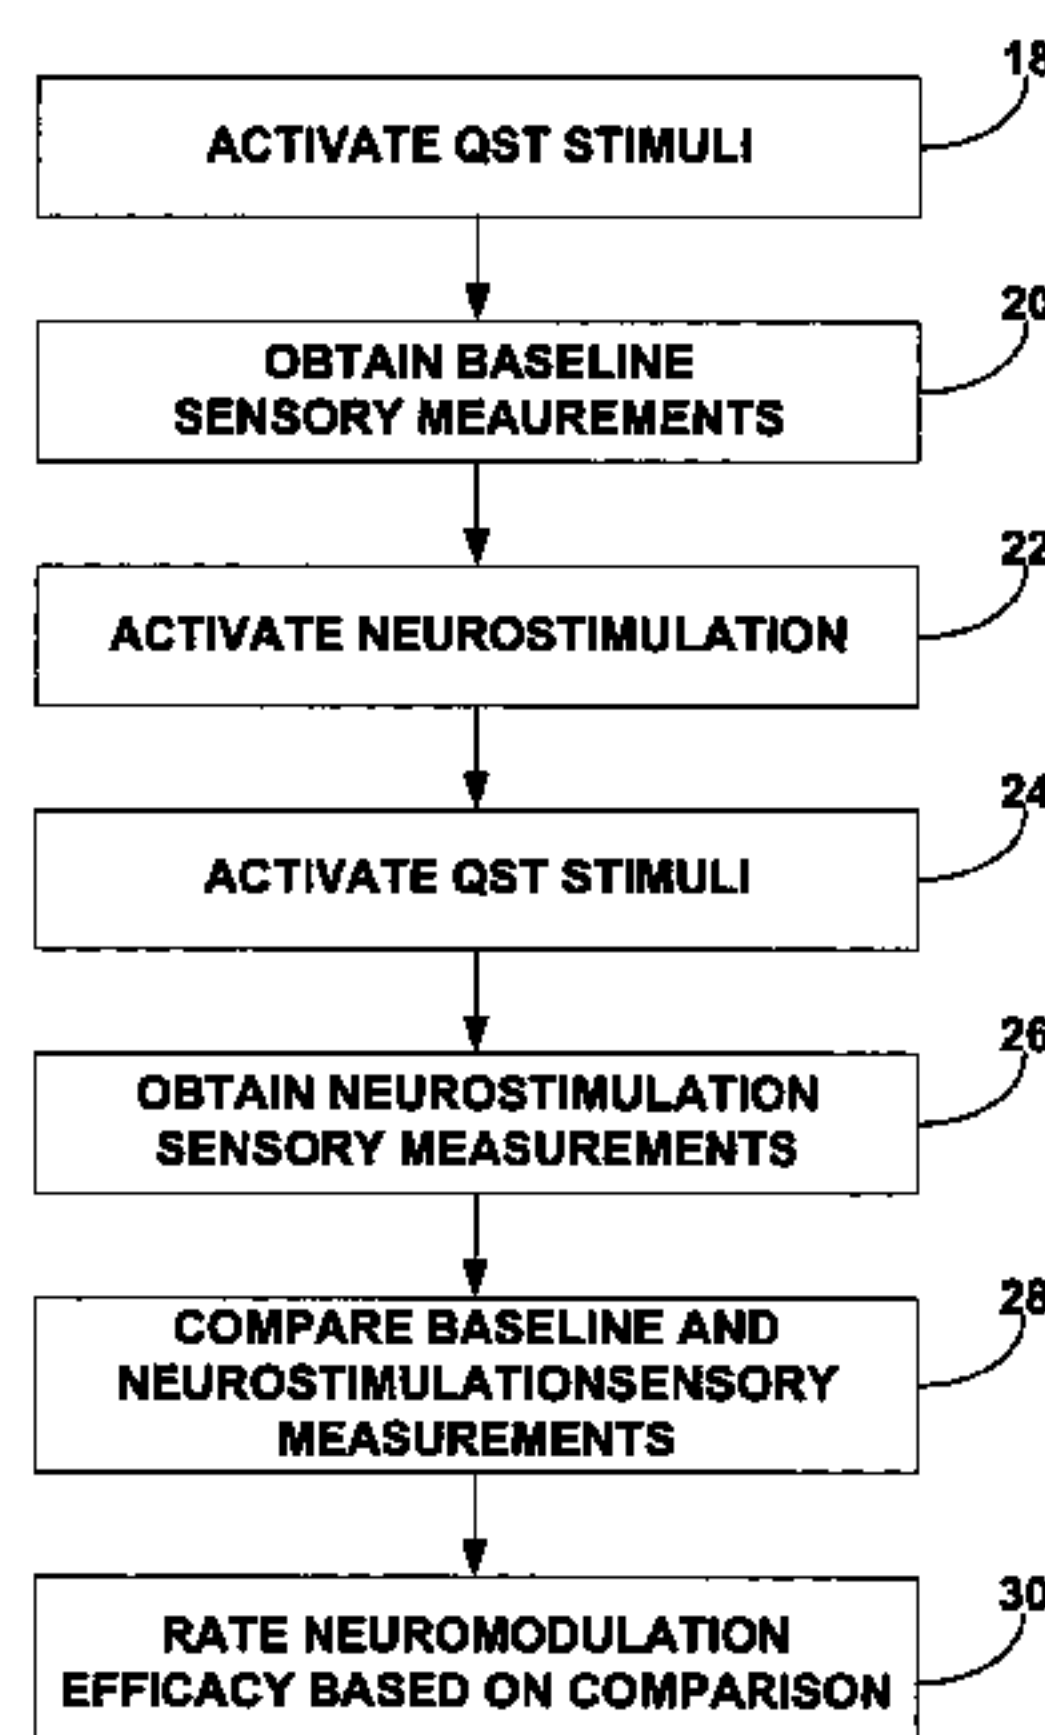 18
ACTIVATE QST STIMULI
20
OBTAIN BASELINE
SENSORY MEAUREMENTS
22
ACTIVATE NEUROSTIMULATION
24
ACTIVATE QST STIMULI
26
OBTAIN NEUROSTIMULATION
SENSORY MEASUREMENTS
28
COMPARE BASELINE AND
NEUROSTIMULATIONSENSORY
MEASUREMENTS
30
RATE NEUROMODULATION
EFFICACY BASED ON COMPARISON